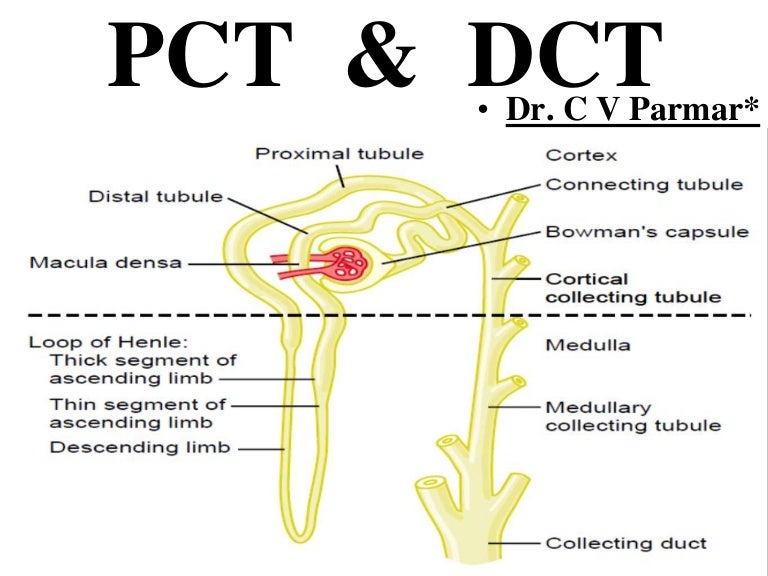 PCT & DCT
• Dr. C V Parmar*
Proximal tubule
Distal tubule
Macula densa
Cortex
Connecting tubule
Bowman's capsule
Cortical
collecting tubule
Loop of Henle:
Thick segment of
ascending limb
Thin segment of
ascending limb
Descending limb
Medulla
Medullary
collecting tubule
Collecting duct